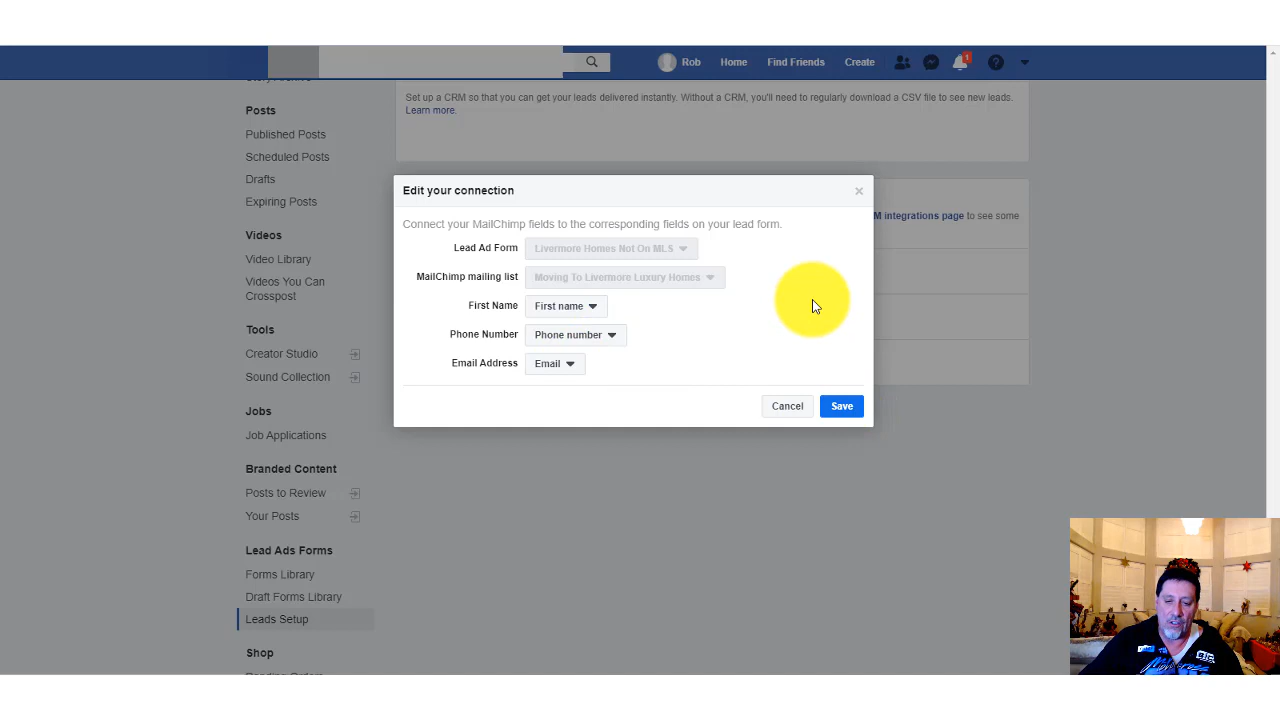 Rob
Home
Find Friends
Create
1
Posts
Published Posts
Scheduled Posts
Drafts
Expiring Posts
Videos
Video Library
Videos You Can
Crosspost
Tools
Creator Studio
Sound Collection
Jobs
Job Applications
Branded Content
Posts to Review
Your Posts
Lead Ads Forms
Forms Library
Draft Forms Library
Leads Setup
Shop
Set up a CRM so that you can get your leads delivered instantly. Without a CRM, you'll need to regularly download a CSV file to see new leads.
Learn more.
M integrations page to see some
Edit your connection
Connect your MailChimp fields to the corresponding fields on your lead form.
Lead Ad Form Livermore Homes Not On MLS
MailChimp mailing list Moving To Livermore Luxury Homes
First Name First name
Phone Number Phone number
Email Address Email
Cancel Save